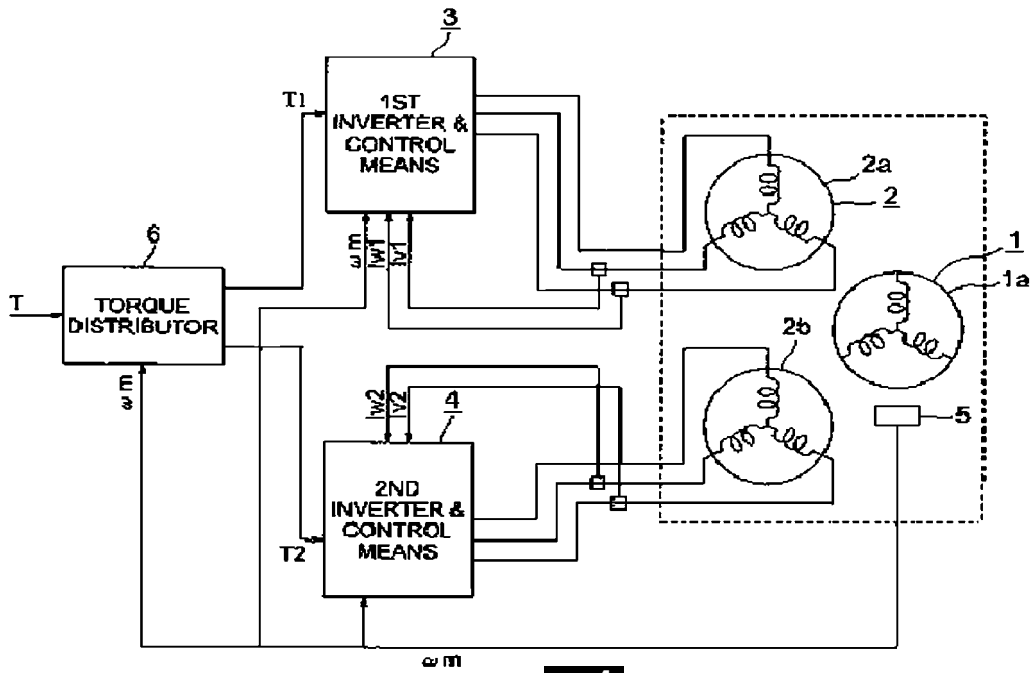 3
T1
1ST
INVERTER &
CONTROL
MEANS
2a
2
ωm
Iw1
Iv1
1
1a
6
T
TORQUE
DISTRIBUTOR
ωm
2b
Iw2
Iv2
4
5
2ND
INVERTER &
CONTROL
MEANS
T2
ωm